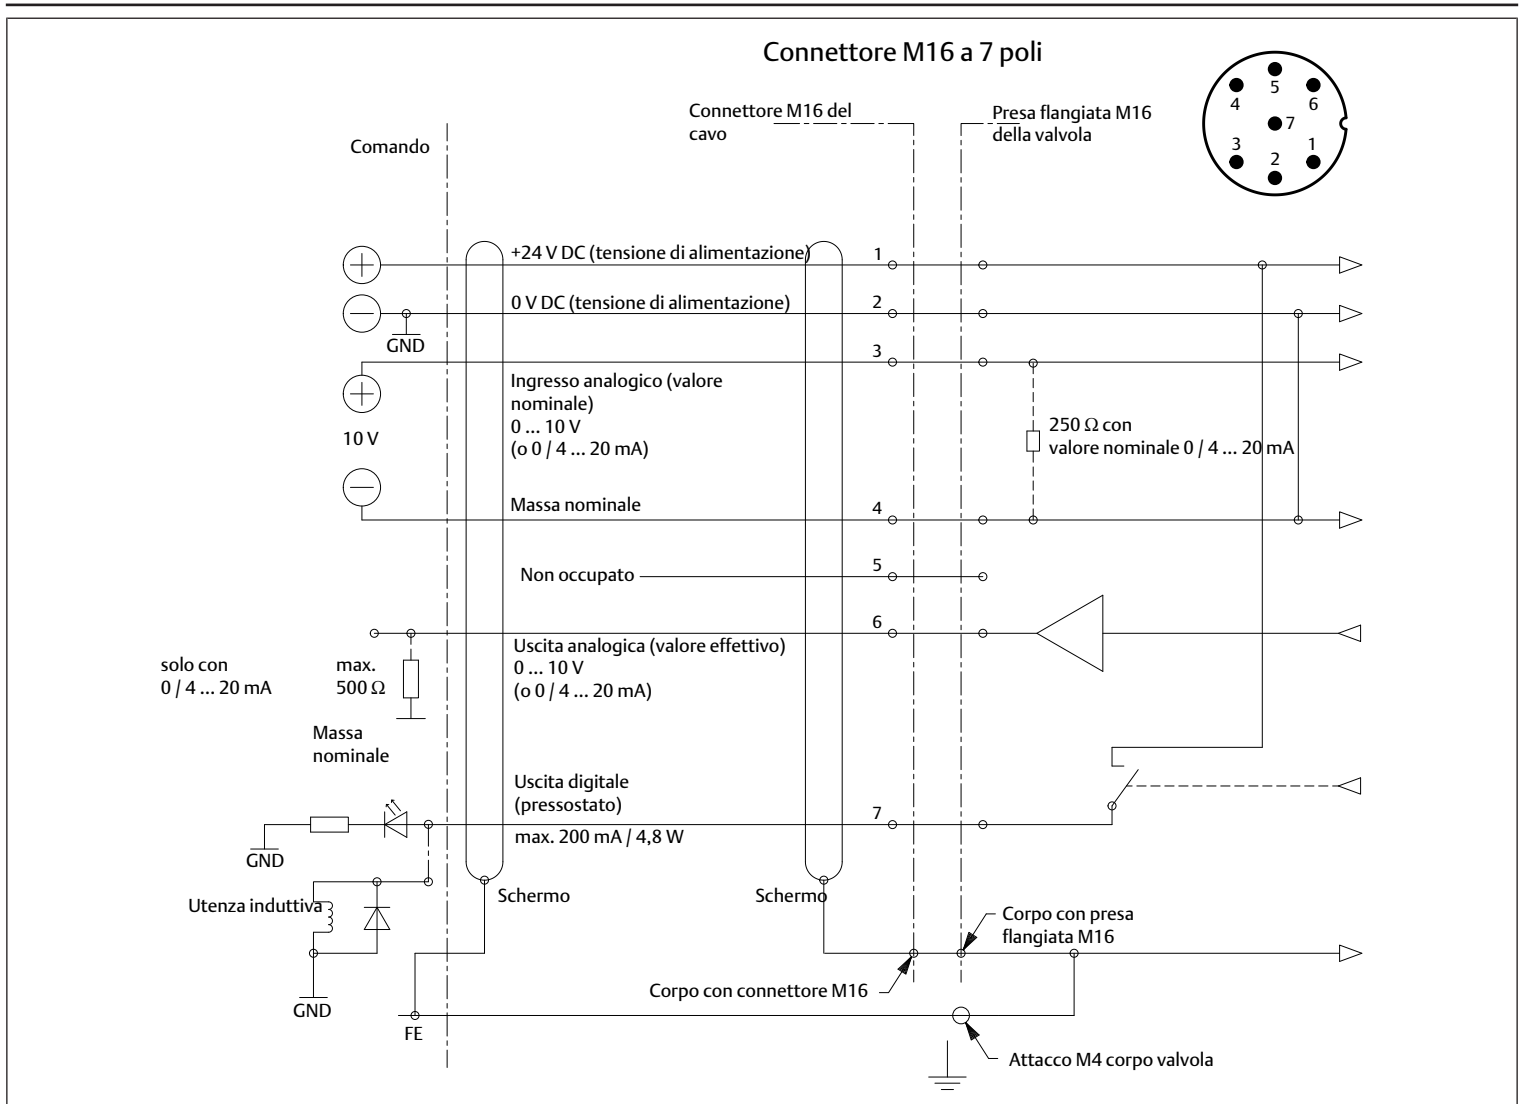 Connettore M16 a 7 poli
5
4
6
7
3
2
1
Connettore M16 del
cavo
Presa flangiata M16
della valvola
Comando
+24 V DC (tensione di alimentazione)
1
0 V DC (tensione di alimentazione)
2
GND
3
Ingresso analogico (valore
nominale)
0 ... 10 V
(o 0 / 4 ... 20 mA)
10 V
250 Ω con
valore nominale 0 / 4 ... 20 mA
Massa nominale
4
Non occupato
5
6
Uscita analogica (valore effettivo)
0 ... 10 V
(o 0 / 4 ... 20 mA)
solo con
0 / 4 ... 20 mA
max.
500 Ω
Massa
nominale
Uscita digitale
(pressostato)
7
max. 200 mA / 4,8 W
GND
Utenza induttiva
Schermo
Schermo
Corpo con presa
flangiata M16
Corpo con connettore M16
GND
FE
Attacco M4 corpo valvola